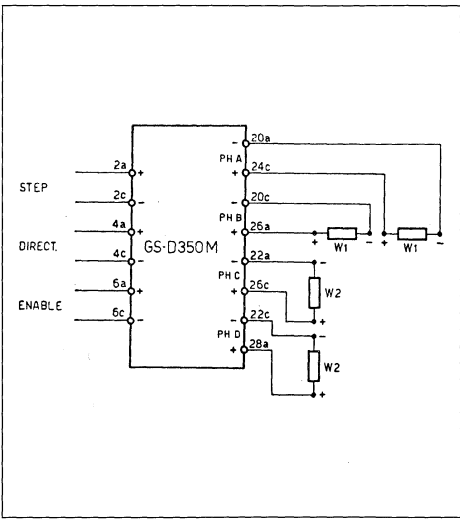 20a
PH A
24c
2a
STEP
2c
20c
PH B
4a
26a
DIRECT.
GS-D350M
+ W1 -
+ W1 -
4c
22a
PH C
6a
26c
W2
ENABLE
6c
22c
PH D
28a
W2